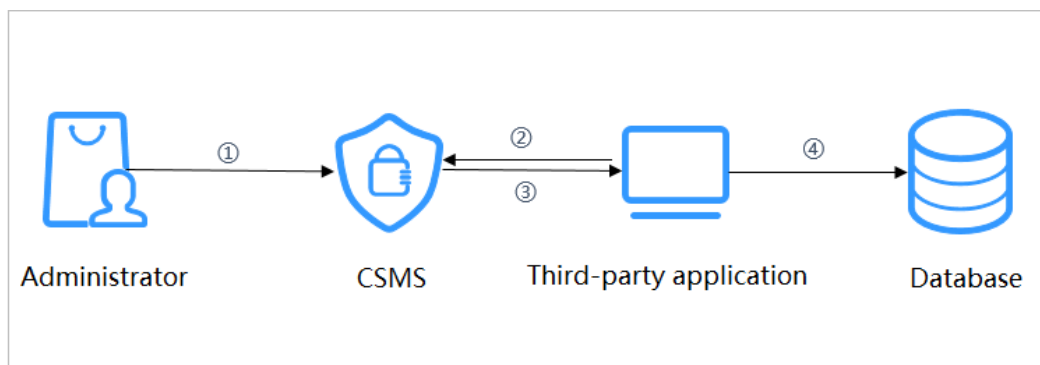 ①
②
③
④
Administrator
CSMS
Third-party application
Database